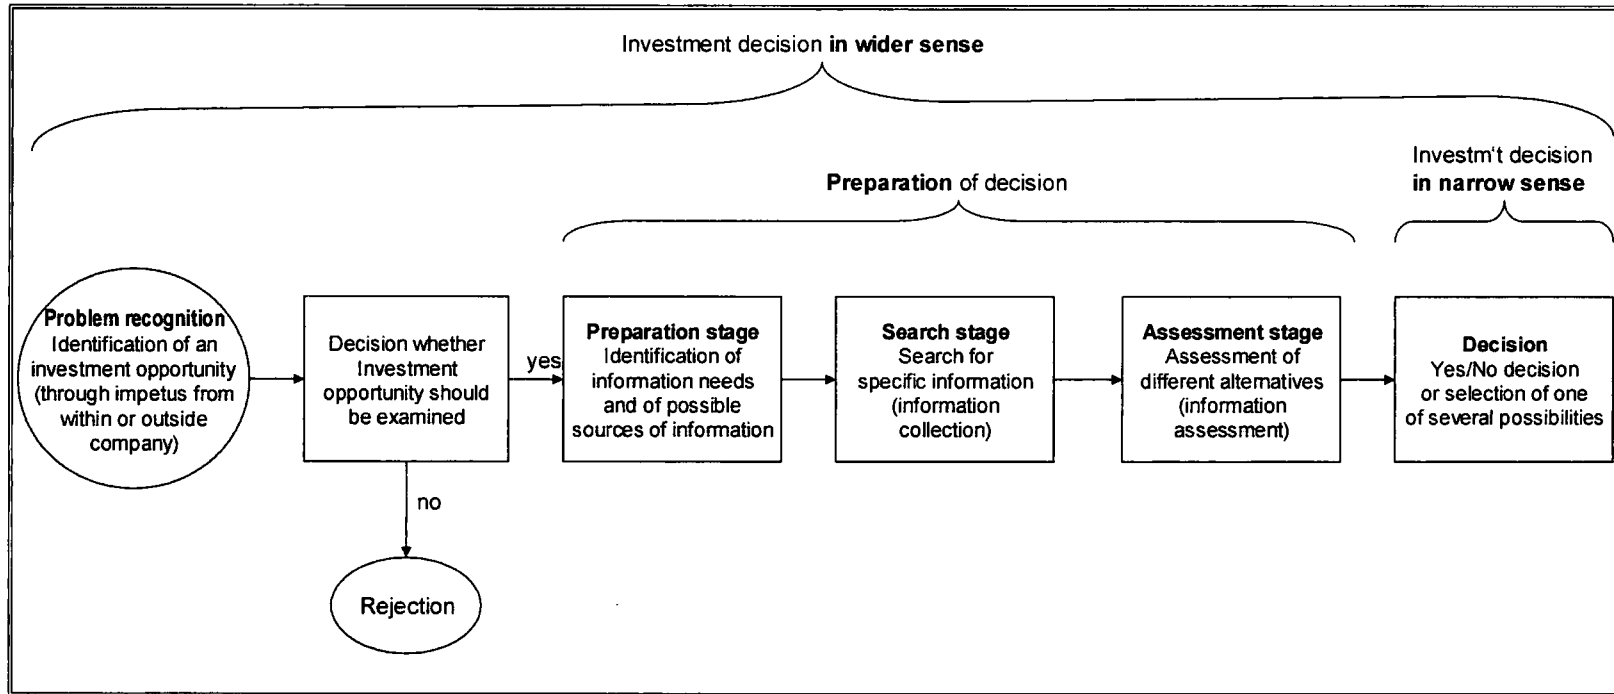 Investment decision in wider sense
Investm't decision
in narrow sense
Preparation of decision
Problem recognition
Identification of an
investment opportunity
(through impetus from
within or outside
company)
Decision whether
Investment
opportunity should
be examined
yes
Preparation stage
Identification of
information needs
and of possible
sources of information
Search stage
Search for
specific information
(information
collection)
Assessment stage
Assessment of
different alternatives
(information
assessment)
Decision
Yes/No decision
or selection of one
of several possibilities
no
Rejection